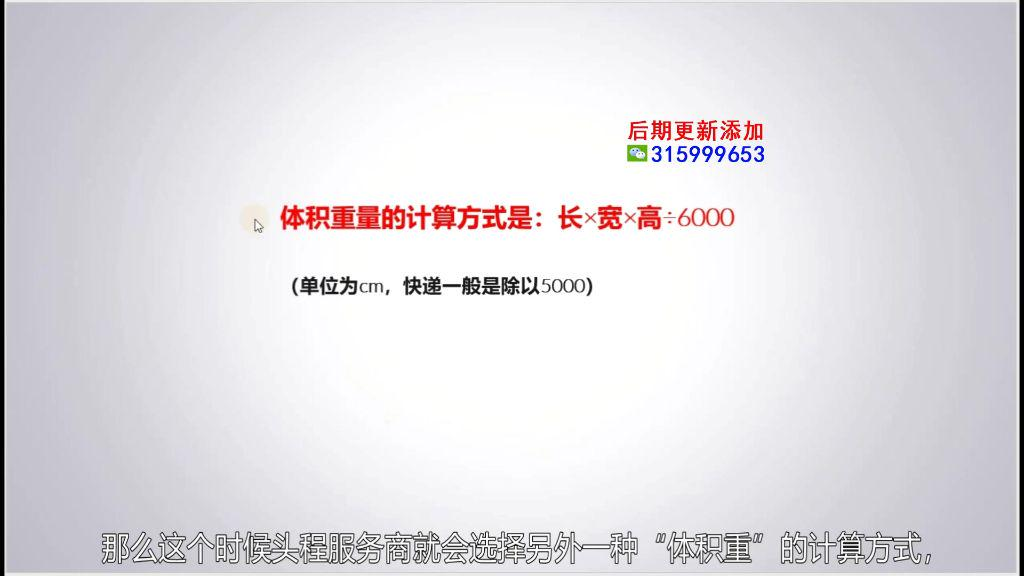 后期更新添加
315999653
体积重量的计算方式是：长×宽×高÷6000
（单位为cm，快递一般是除以5000）
那么这个时候头程服务商就会选择另外一种“体积重”的计算方式，